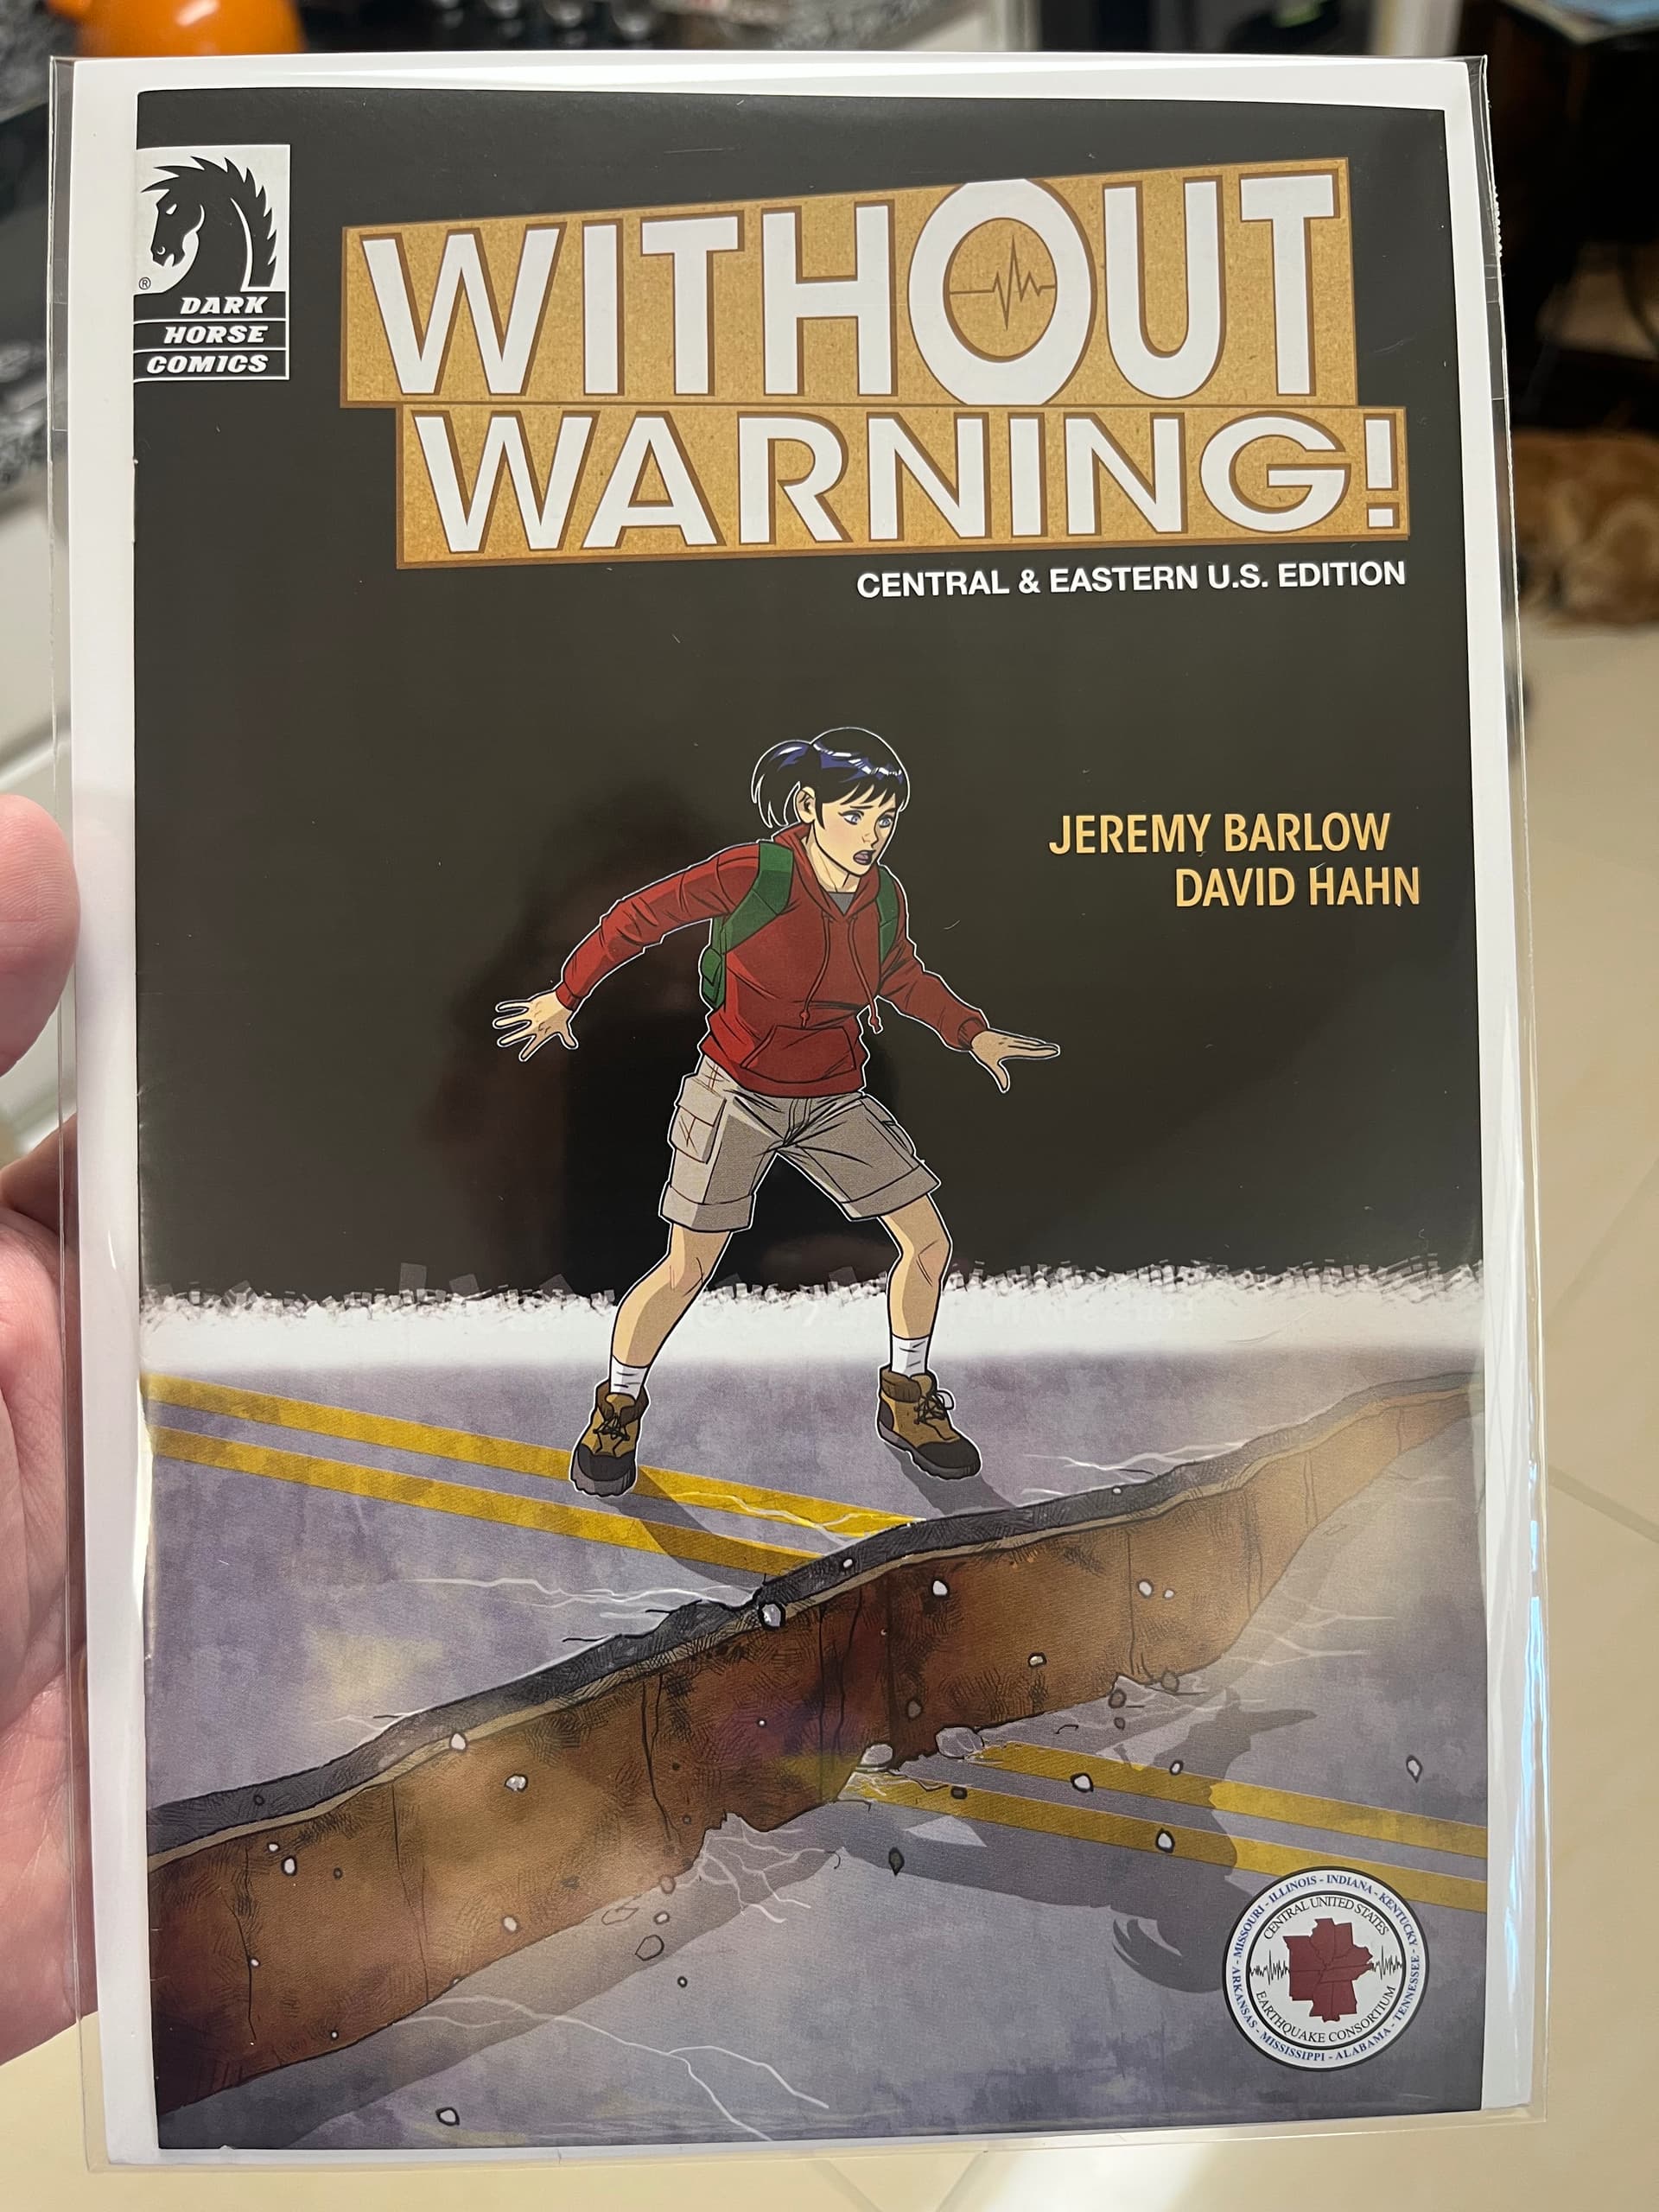 DARK
HORSE
COMICS
®
WITHOUT
WARNING!
CENTRAL & EASTERN U.S. EDITION
JEREMY BARLOW
DAVID HAHN
MISSOURI - ILLINOIS - INDIANA - KENTUCKY - TENNESSEE - ALABAMA - MISSISSIPPI - ARKANSAS -
CENTRAL UNITED STATES
EARTHQUAKE CONSORTIUM